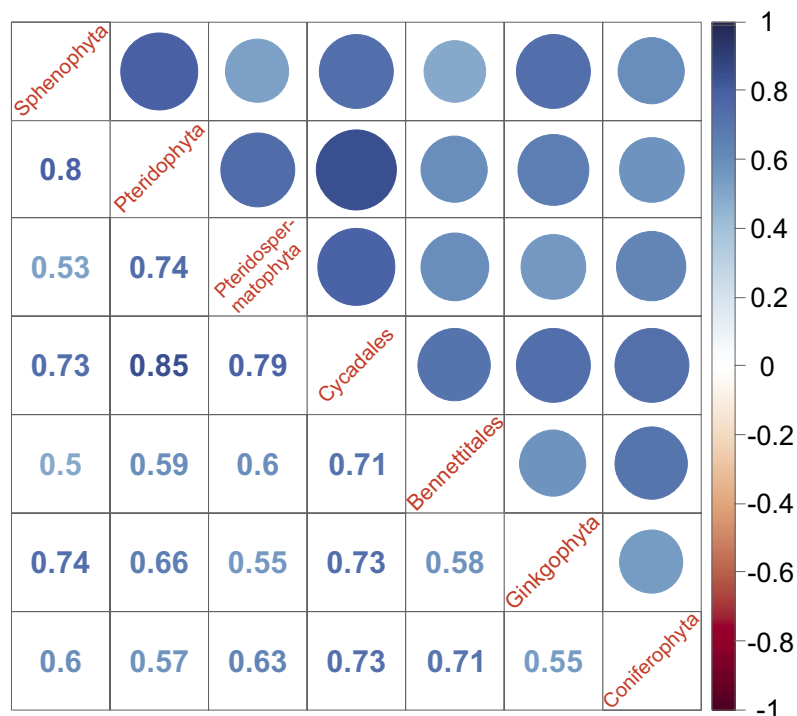 Sphenophyta
0.8 Pteridophyta
0.53 0.74 Pteridosper-
matophyta
0.73 0.85 0.79 Cycadales
0.5 0.59 0.6 0.71 Bennettitales
0.74 0.66 0.55 0.73 0.58 Ginkgophyta
0.6 0.57 0.63 0.73 0.71 0.55 Coniferophyta
1
0.8
0.6
0.4
0.2
0
-0.2
-0.4
-0.6
-0.8
-1